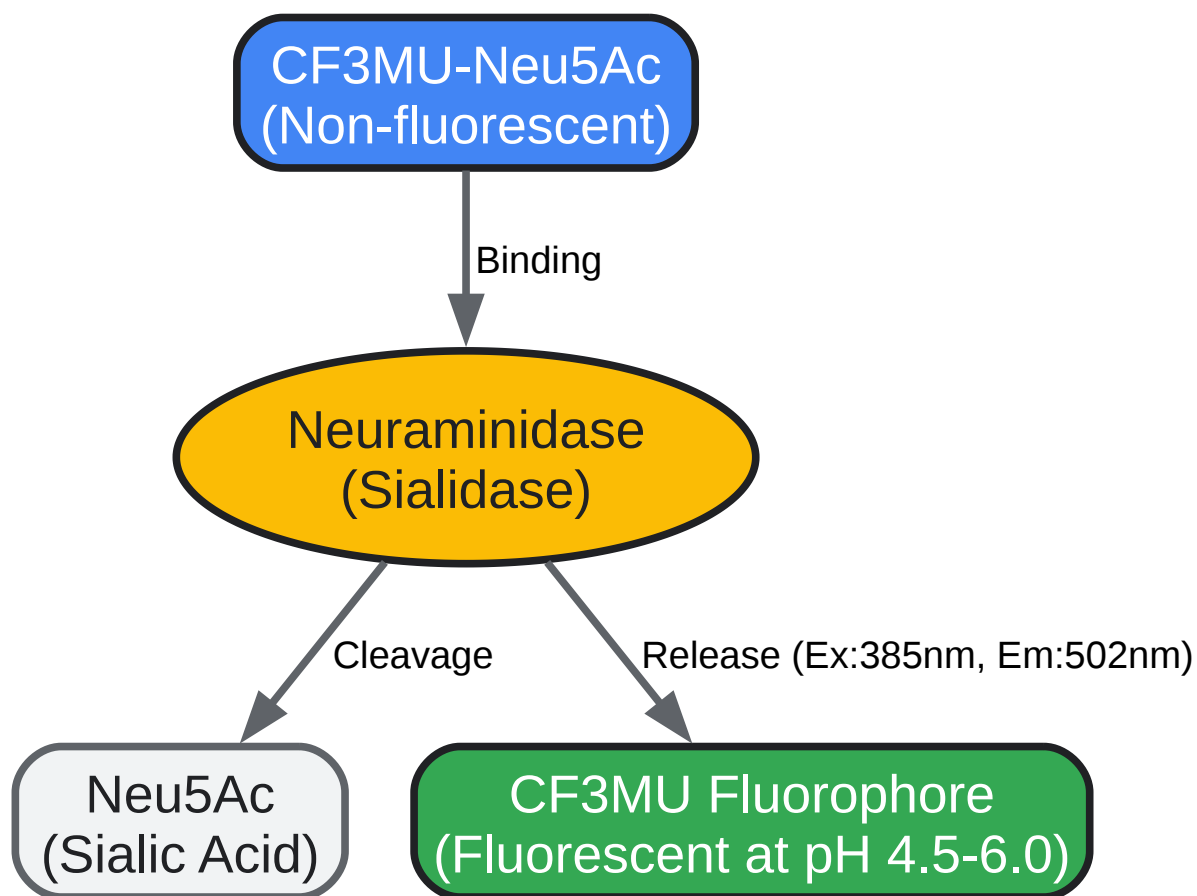 CF3MU-Neu5Ac
(Non-fluorescent)
Binding
Neuraminidase
(Sialidase)
Cleavage
Release (Ex:385nm, Em:502nm)
Neu5Ac
(Sialic Acid)
CF3MU Fluorophore
(Fluorescent at pH 4.5-6.0)